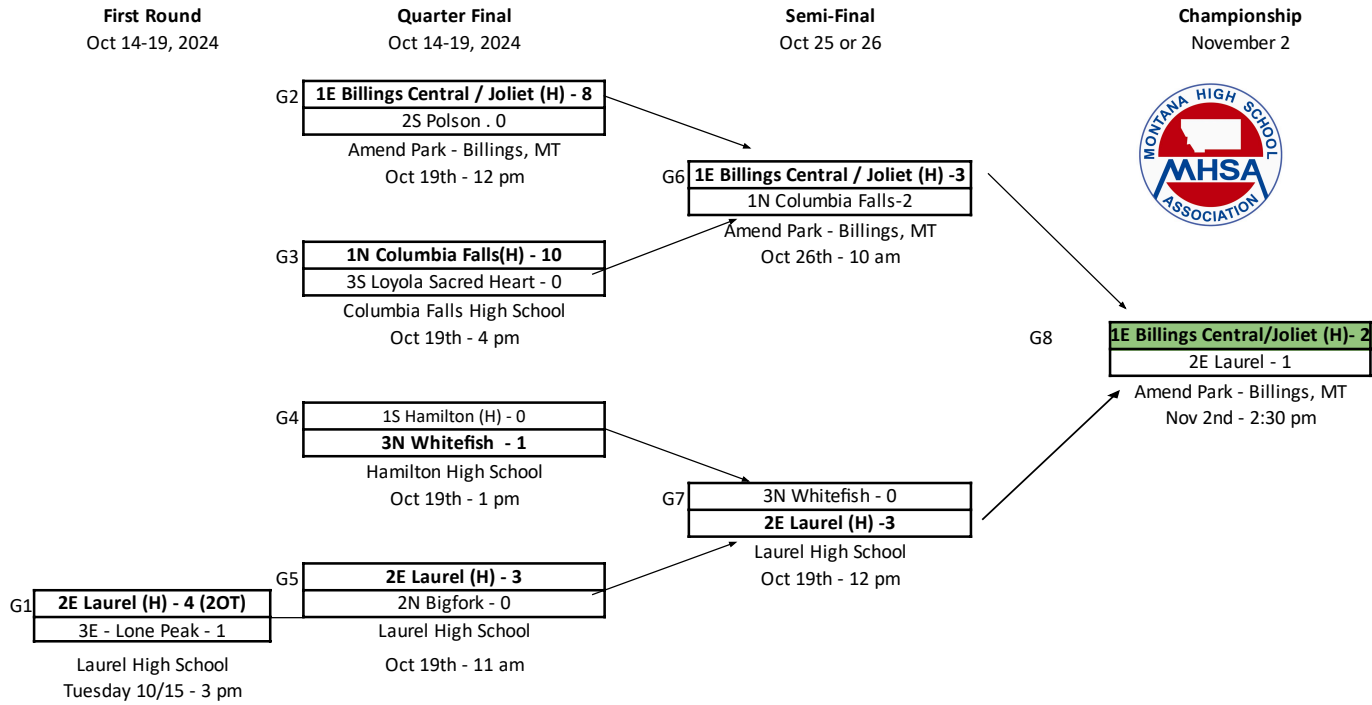 First Round
Oct 14-19, 2024
Quarter Final
Oct 14-19, 2024
Semi-Final
Oct 25 or 26
Championship
November 2
MONTANA HIGH SCHOOL
MHSA
ASSOCIATION
G2
1E Billings Central / Joliet (H) - 8
2S Polson . 0
Amend Park - Billings, MT
Oct 19th - 12 pm
G6
1E Billings Central / Joliet (H) -3
1N Columbia Falls-2
Amend Park - Billings, MT
Oct 26th - 10 am
G3
1N Columbia Falls(H) - 10
3S Loyola Sacred Heart - 0
Columbia Falls High School
Oct 19th - 4 pm
G8
1E Billings Central/Joliet (H)- 2
2E Laurel - 1
Amend Park - Billings, MT
Nov 2nd - 2:30 pm
G4
1S Hamilton (H) - 0
3N Whitefish - 1
Hamilton High School
Oct 19th - 1 pm
G7
3N Whitefish - 0
2E Laurel (H) -3
Laurel High School
Oct 19th - 12 pm
G5
2E Laurel (H) - 3
2N Bigfork - 0
Laurel High School
Oct 19th - 11 am
G1
2E Laurel (H) - 4 (2OT)
3E - Lone Peak - 1
Laurel High School
Tuesday 10/15 - 3 pm